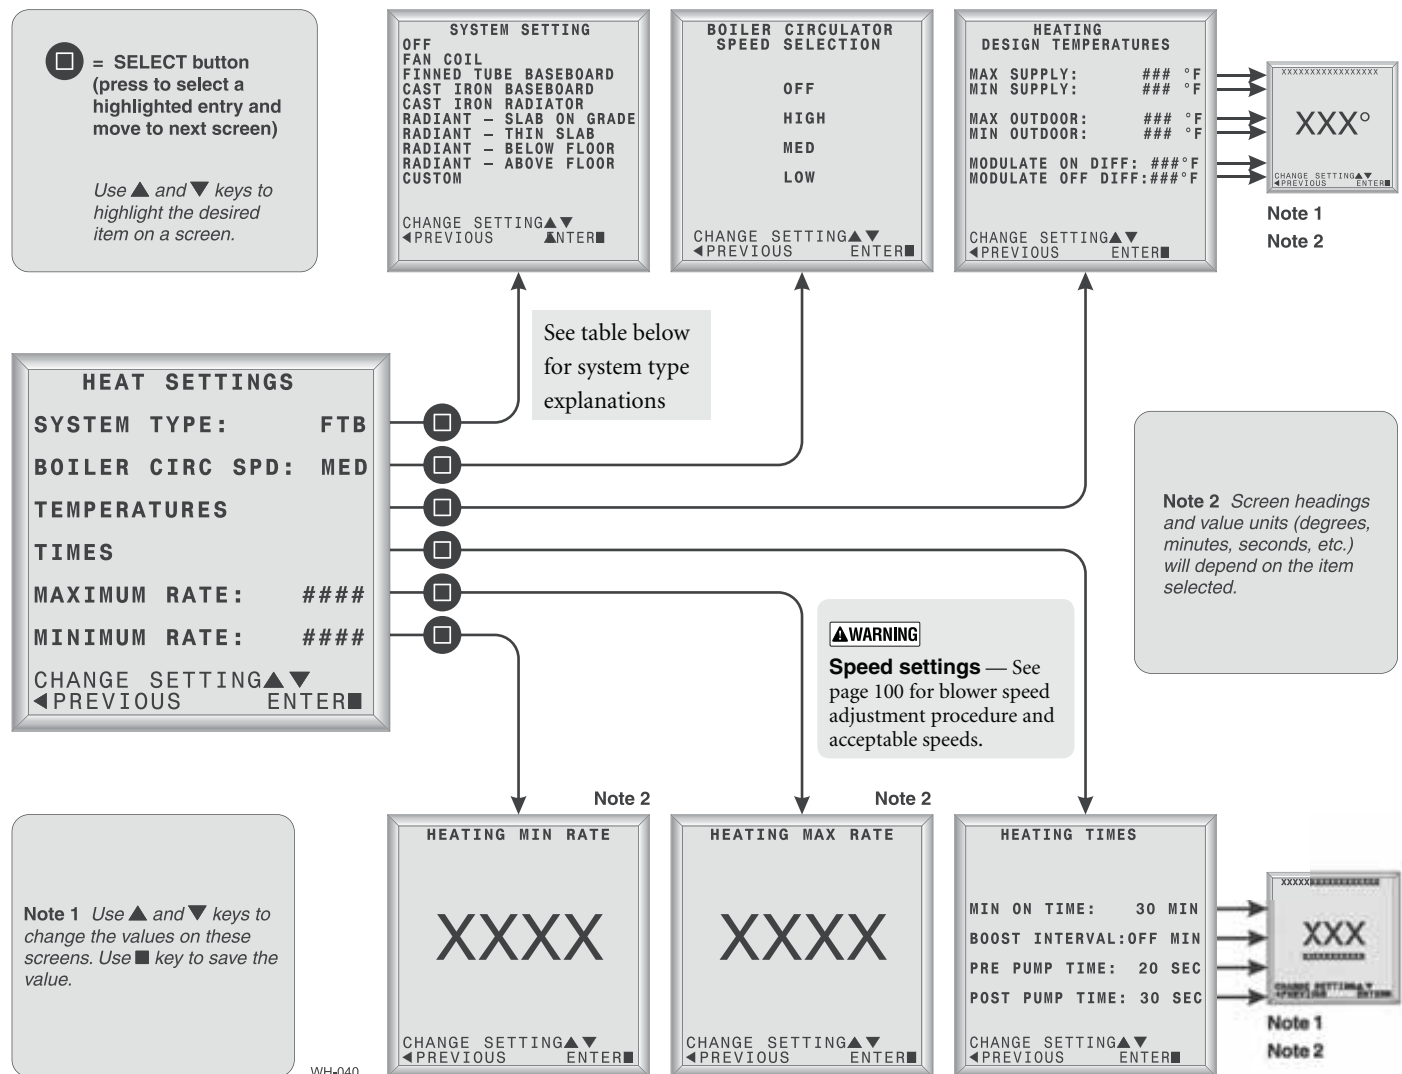 = SELECT button
(press to select a
highlighted entry and
move to next screen)
Use ▲ and ▼ keys to
highlight the desired
item on a screen.
SYSTEM SETTING
OFF
FAN COIL
FINNED TUBE BASEBOARD
CAST IRON BASEBOARD
CAST IRON RADIATOR
RADIANT – SLAB ON GRADE
RADIANT – THIN SLAB
RADIANT – BELOW FLOOR
RADIANT – ABOVE FLOOR
CUSTOM
CHANGE SETTING▲▼
◀PREVIOUS ENTER■
BOILER CIRCULATOR
SPEED SELECTION
OFF
HIGH
MED
LOW
CHANGE SETTING▲▼
◀PREVIOUS ENTER■
HEATING
DESIGN TEMPERATURES
MAX SUPPLY: ### °F
MIN SUPPLY: ### °F
MAX OUTDOOR: ### °F
MIN OUTDOOR: ### °F
MODULATE ON DIFF: ###°F
MODULATE OFF DIFF:###°F
CHANGE SETTING▲▼
◀PREVIOUS ENTER■
XXXXXXXXXXXXXXXXX
XXX°
CHANGE SETTING▲▼
◀PREVIOUS ENTER■
Note 1
Note 2
See table below
for system type
explanations
HEAT SETTINGS
SYSTEM TYPE: FTB
BOILER CIRC SPD: MED
TEMPERATURES
TIMES
MAXIMUM RATE: ####
MINIMUM RATE: ####
CHANGE SETTING▲▼
◀PREVIOUS ENTER■
Note 2 Screen headings
and value units (degrees,
minutes, seconds, etc.)
will depend on the item
selected.
▲WARNING
Speed settings — See
page 100 for blower speed
adjustment procedure and
acceptable speeds.
Note 1 Use ▲ and ▼ keys to
change the values on these
screens. Use ■ key to save the
value.
WH-040
Note 2
HEATING MIN RATE
XXXX
CHANGE SETTING▲▼
◀PREVIOUS ENTER■
Note 2
HEATING MAX RATE
XXXX
CHANGE SETTING▲▼
◀PREVIOUS ENTER■
HEATING TIMES
MIN ON TIME: 30 MIN
BOOST INTERVAL:OFF MIN
PRE PUMP TIME: 20 SEC
POST PUMP TIME: 30 SEC
CHANGE SETTING▲▼
◀PREVIOUS ENTER■
XXX
CHANGE SETTING▲▼
◀PREVIOUS ENTER■
Note 1
Note 2